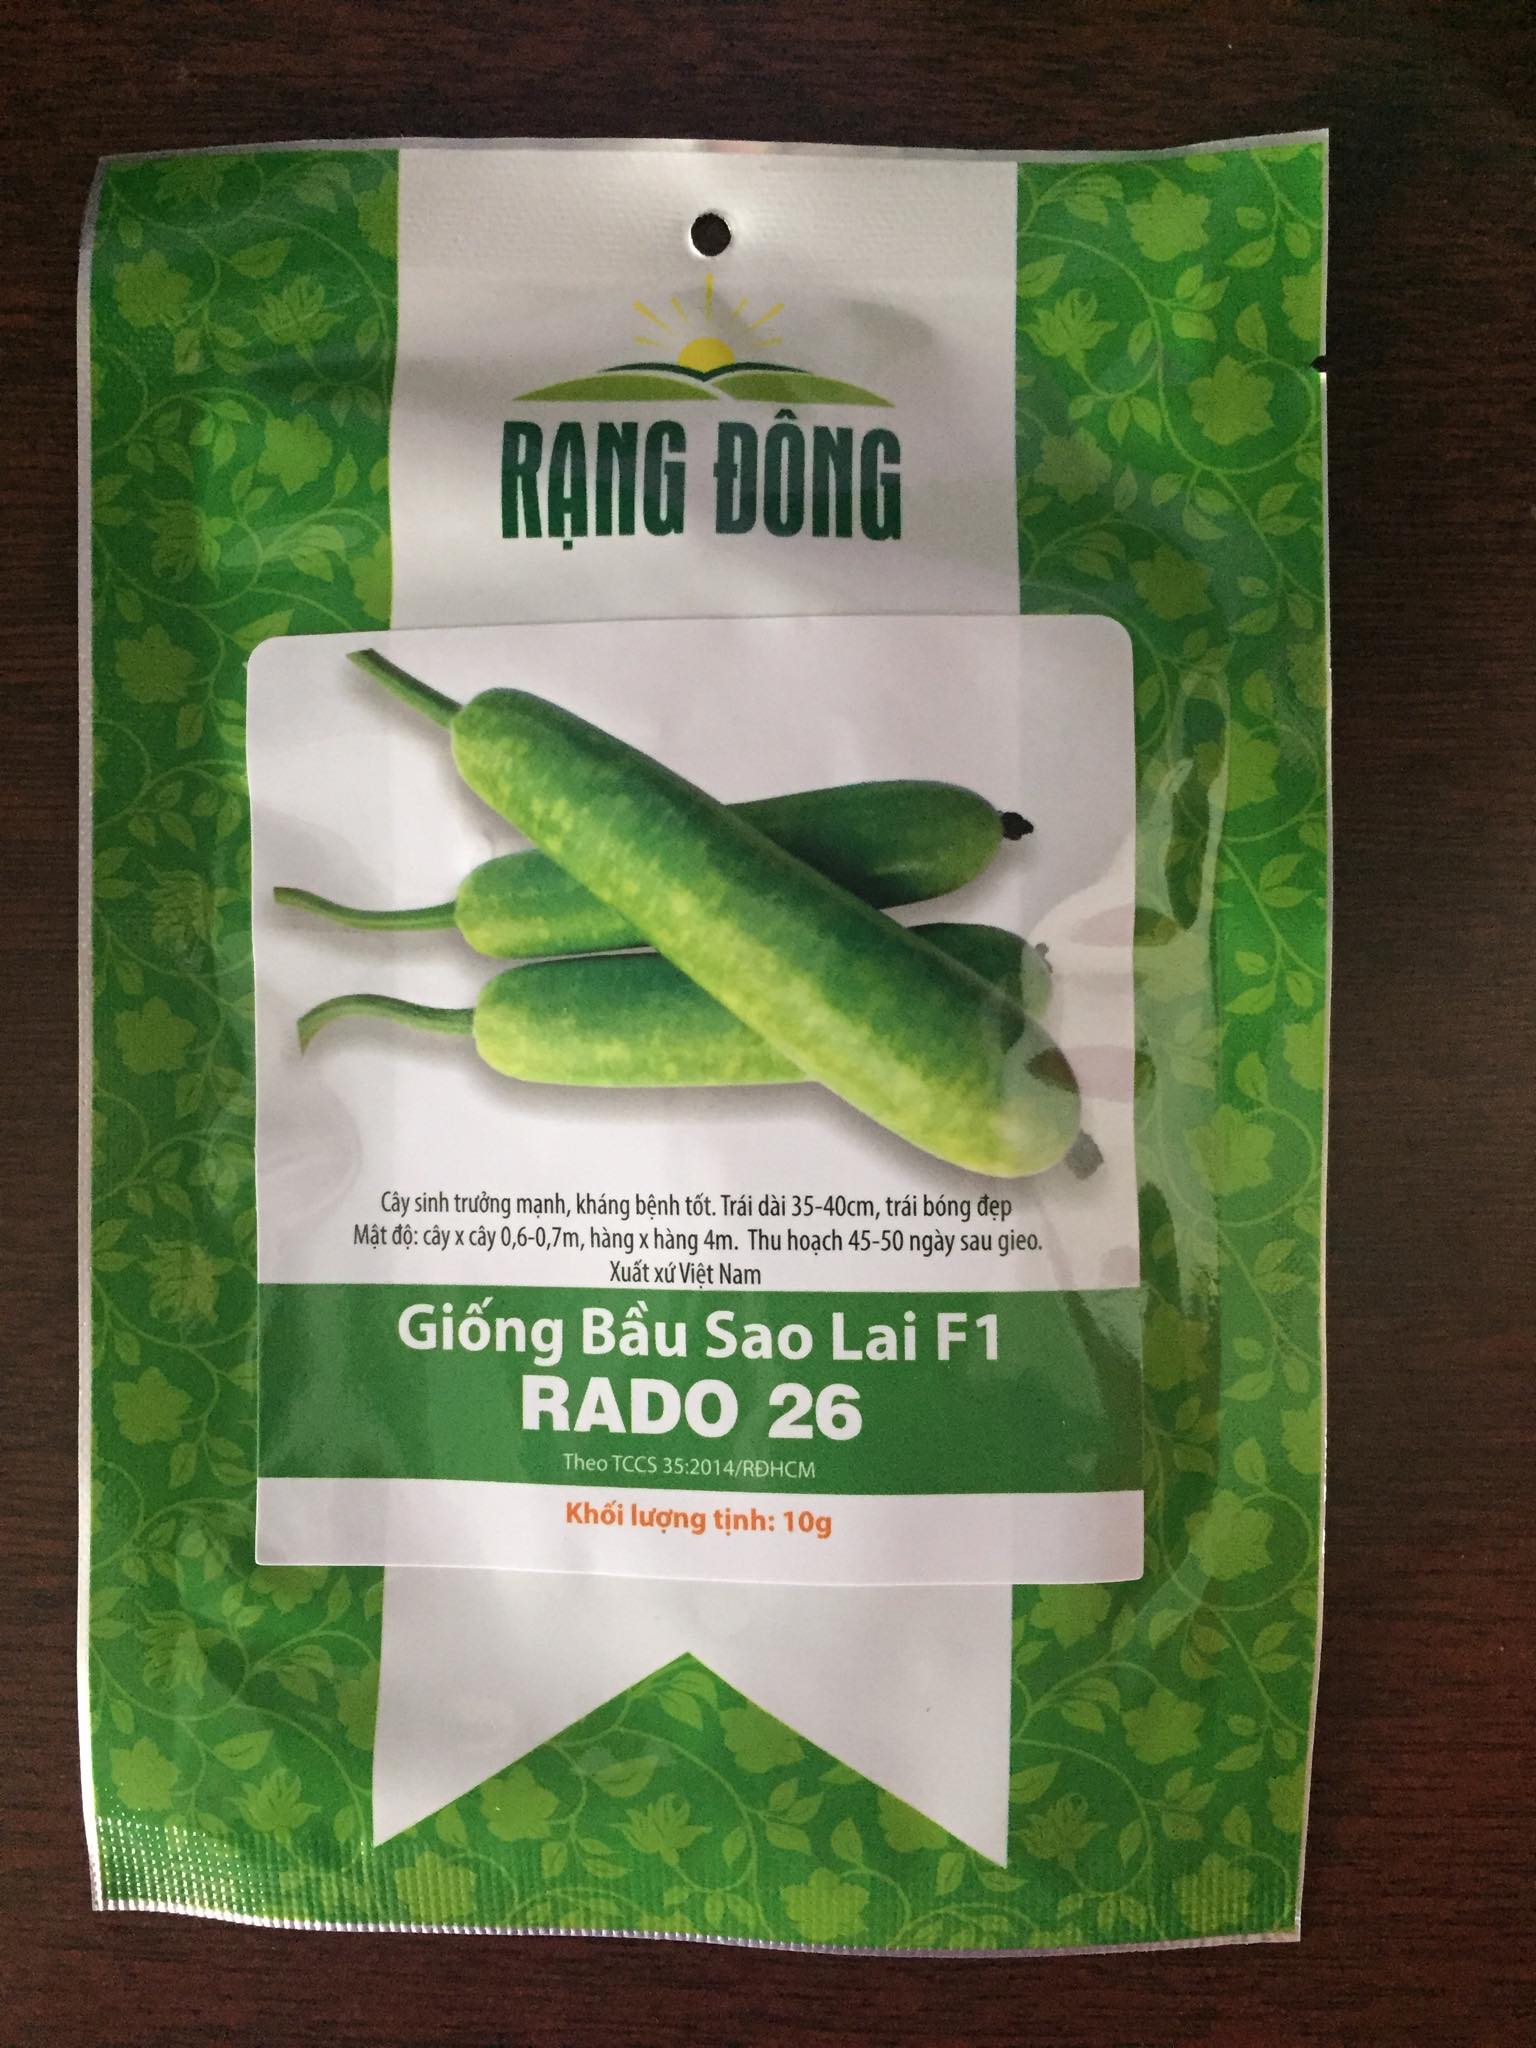 RẠNG ĐÔNG
Cây sinh trưởng mạnh, kháng bệnh tốt. Trái dài 35-40cm, trái bóng đẹp
Mật độ: cây x cây 0,6-0,7m, hàng x hàng 4m. Thu hoạch 45-50 ngày sau gieo.
Xuất xứ Việt Nam
Giống Bầu Sao Lai F1
RADO 26
Theo TCCS 35:2014/RĐHCM
Khối lượng tịnh: 10g